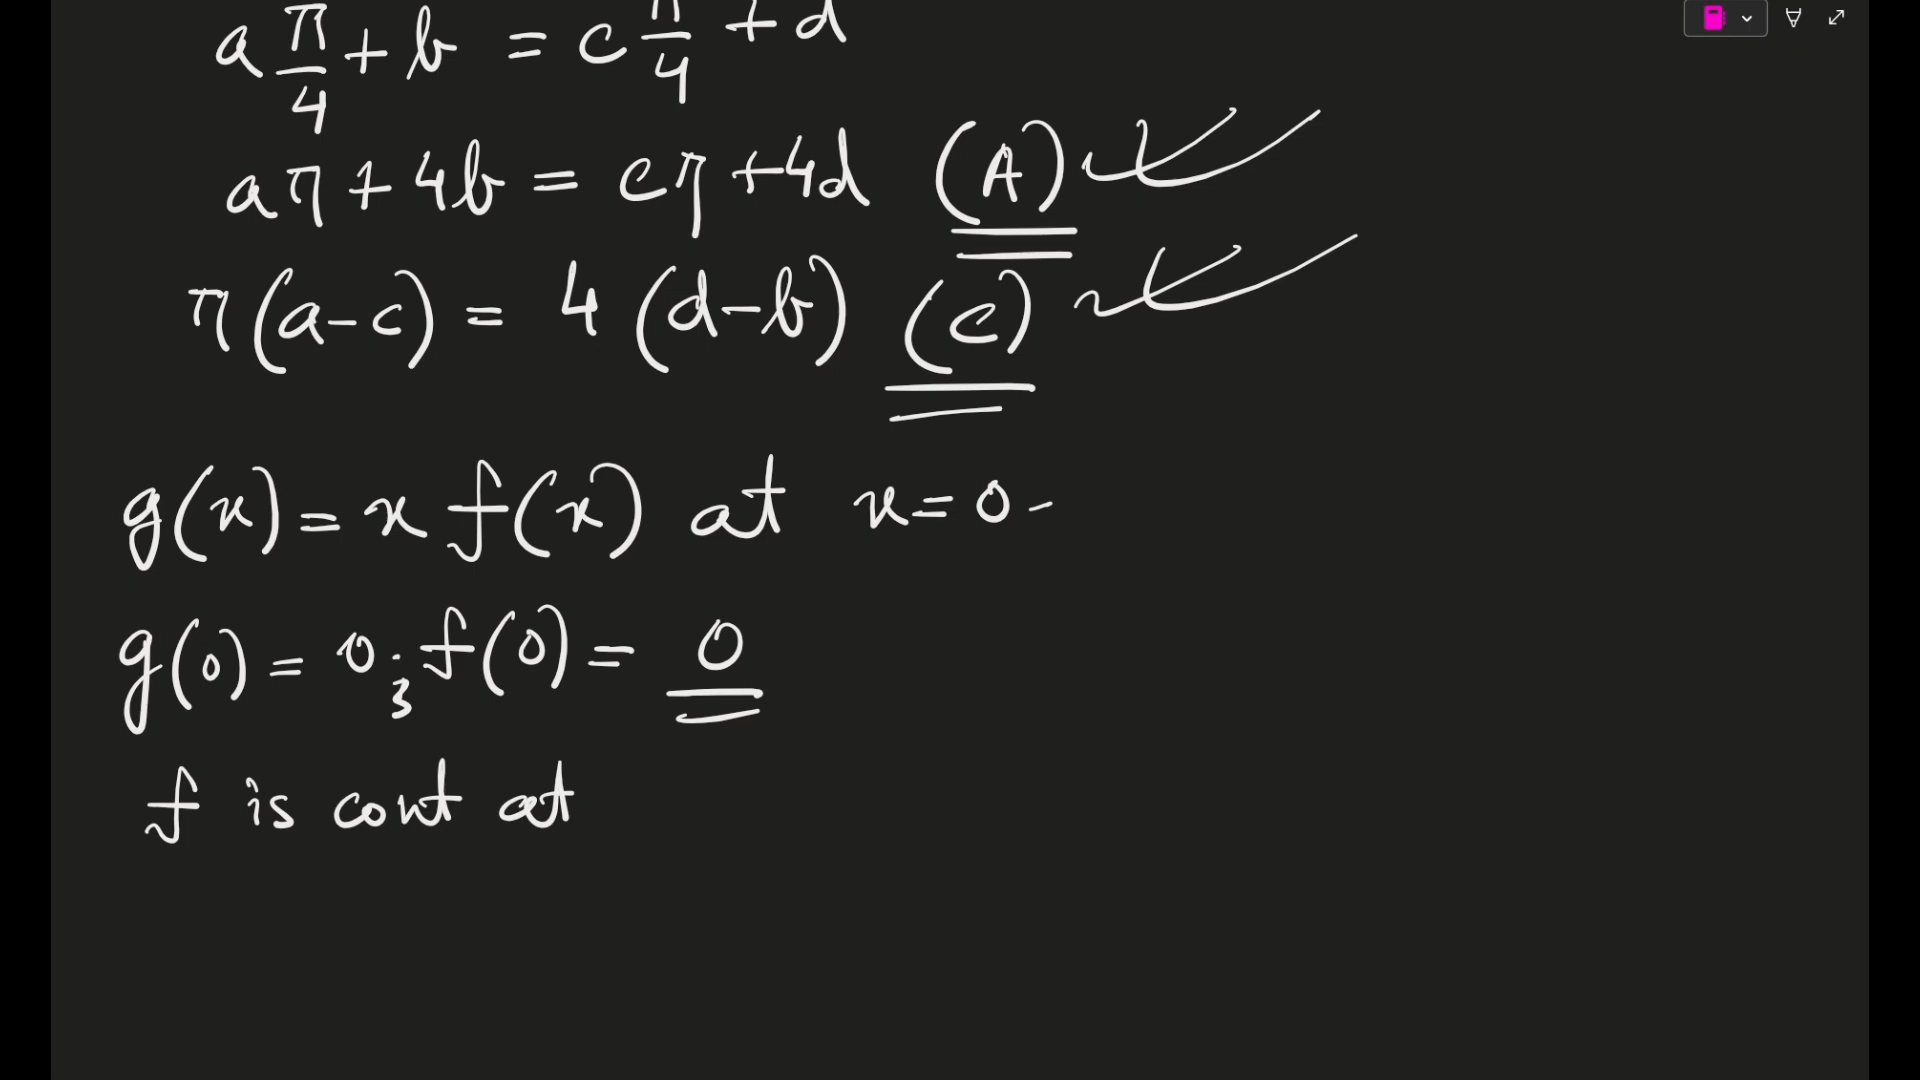 a π/4 + b = c π/4 + d
aπ + 4b = cπ + 4d (A)
π(a-c) = 4(d-b) (C)
g(x) = x f(x) at x = 0 -
g(0) = 0 . f(0) = 0
f is cont at